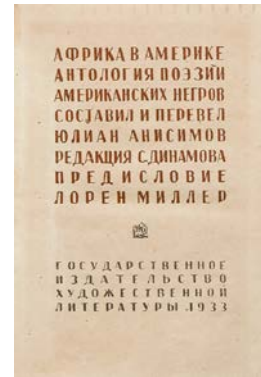 АФРИКА В АМЕРИКЕ
АНТОЛОГИЯ ПОЭЗИИ
АМЕРИКАНСКИХ НЕГРОВ
СОСТАВИЛ И ПЕРЕВЕЛ
ЮЛИАН АНИСИМОВ
РЕДАКЦИЯ С. ДИНАМОВА
ПРЕДИСЛОВИЕ
ЛОРЕН МИЛЛЕР
ГОСУДАРСТВЕННОЕ
ИЗДАТЕЛЬСТВО
ХУДОЖЕСТВЕННОЙ
ЛИТЕРАТУРЫ. 1933